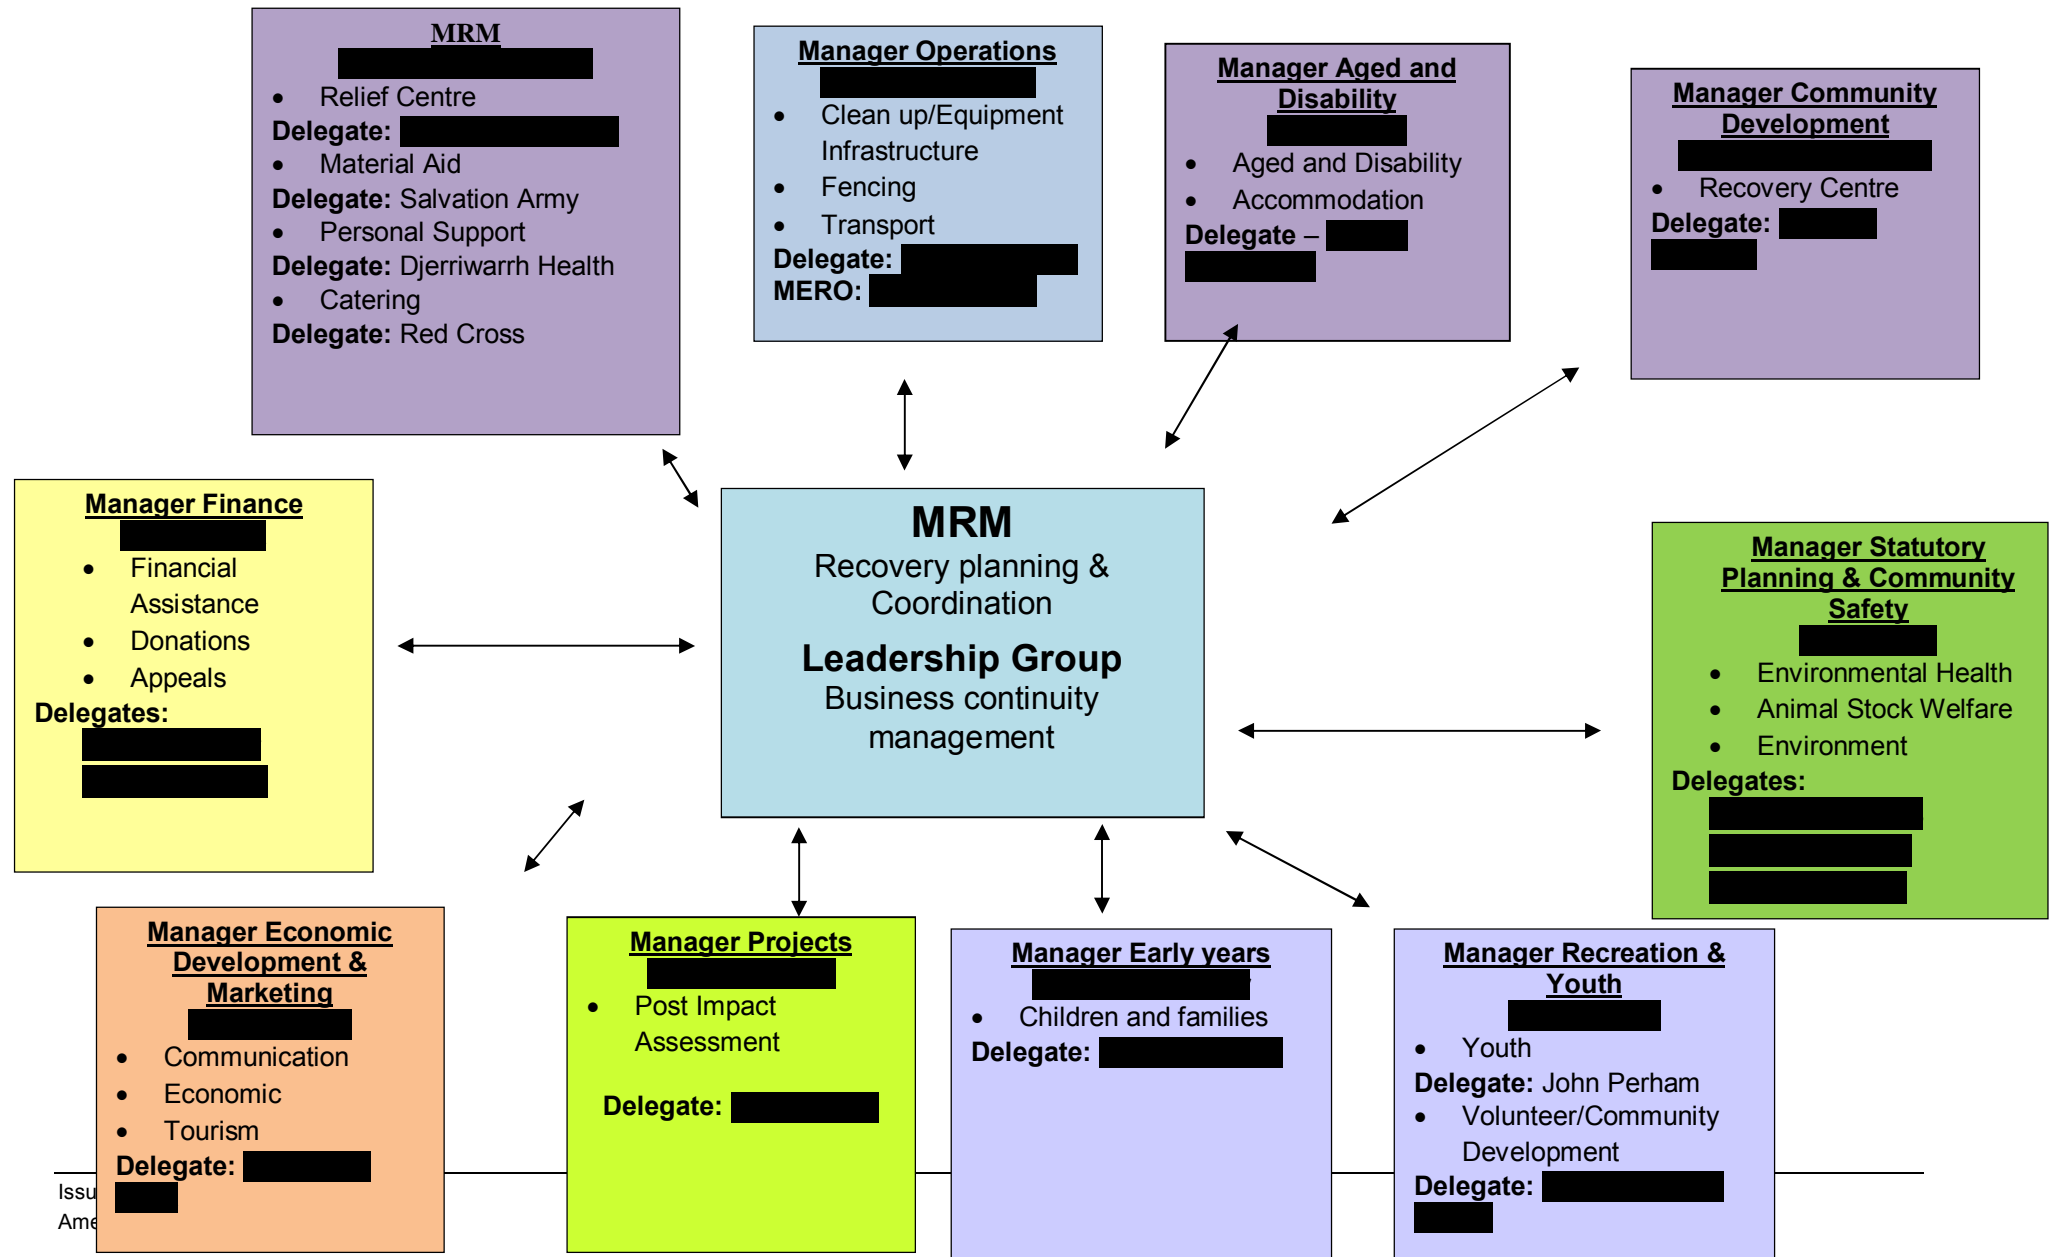 MRM
• Relief Centre
Delegate:
• Material Aid
Delegate: Salvation Army
• Personal Support
Delegate: Djerriwarrh Health
• Catering
Delegate: Red Cross
Manager Operations
• Clean up/Equipment
Infrastructure
• Fencing
• Transport
Delegate:
MERO:
Manager Aged and
Disability
• Aged and Disability
• Accommodation
Delegate –
Manager Community
Development
• Recovery Centre
Delegate:
Manager Finance
• Financial
Assistance
• Donations
• Appeals
Delegates:
MRM
Recovery planning &
Coordination
Leadership Group
Business continuity
management
Manager Statutory
Planning & Community
Safety
• Environmental Health
• Animal Stock Welfare
• Environment
Delegates:
Manager Economic
Development &
Marketing
• Communication
• Economic
• Tourism
Delegate:
Manager Projects
• Post Impact
Assessment
Delegate:
Manager Early years
• Children and families
Delegate:
Manager Recreation &
Youth
• Youth
Delegate: John Perham
• Volunteer/Community
Development
Delegate: